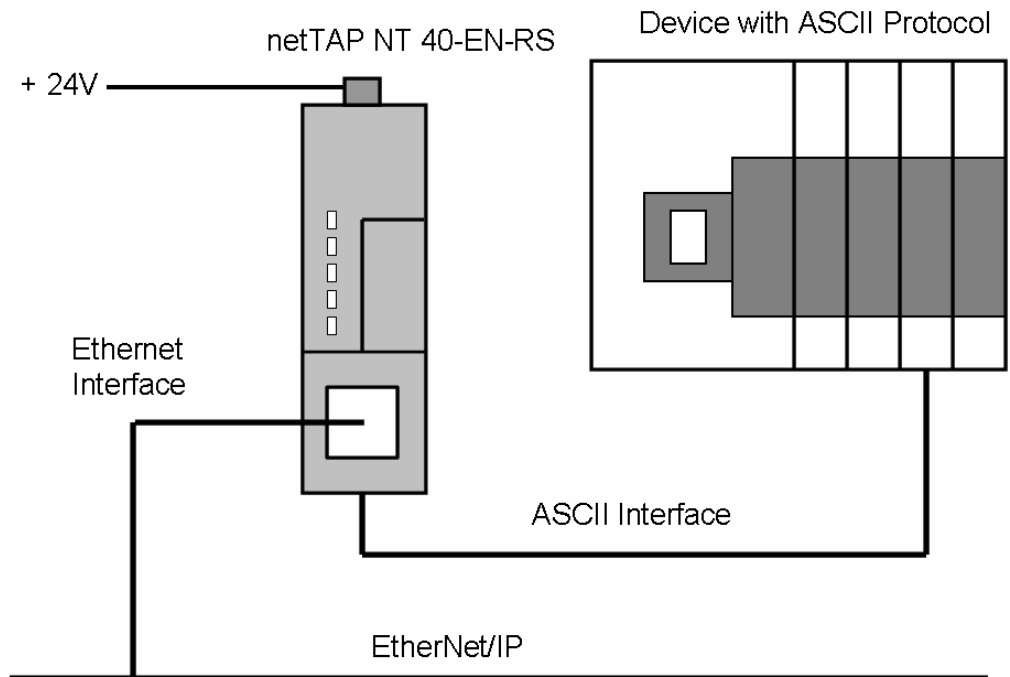 netTAP NT 40-EN-RS
Device with ASCII Protocol
+ 24V
Ethernet
Interface
ASCII Interface
EtherNet/IP